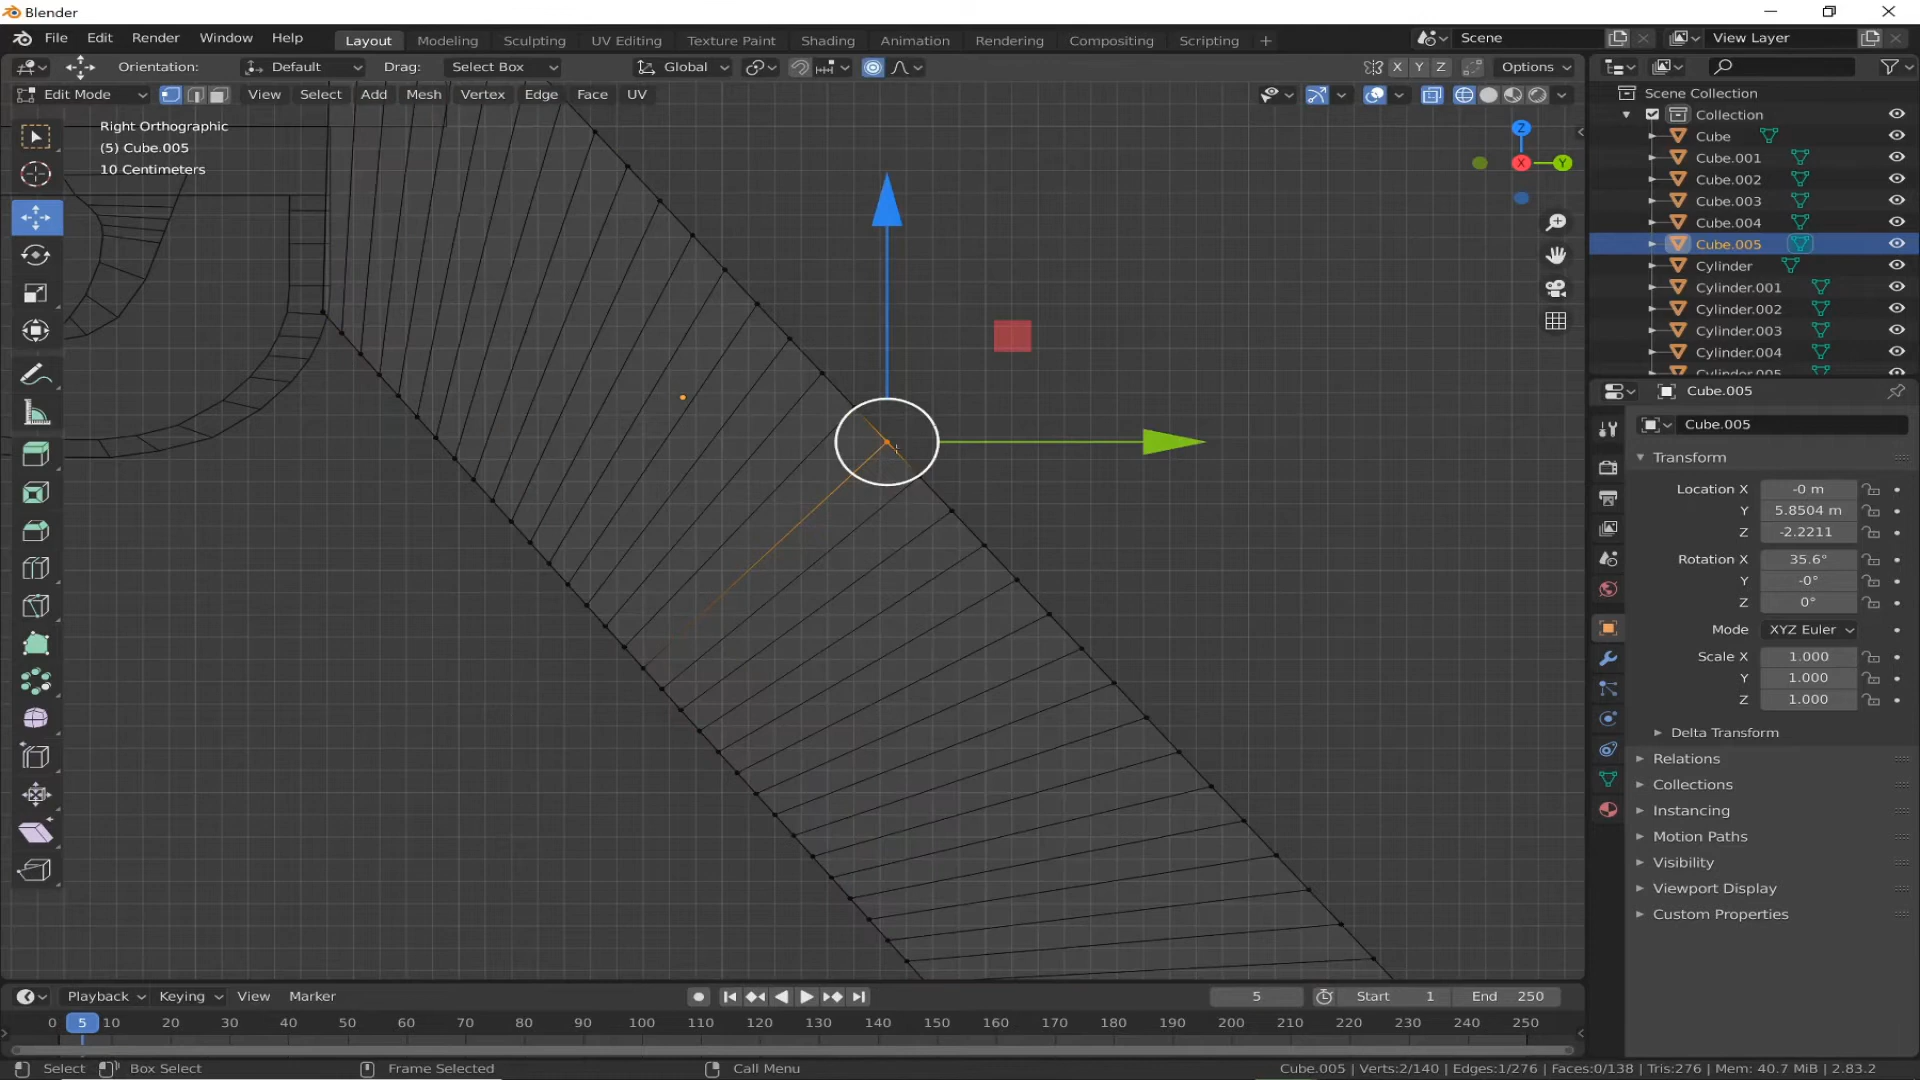 Blender
File Edit Render Window Help Layout Modeling Sculpting UV Editing Texture Paint Shading Animation Rendering Compositing Scripting + Scene View Layer
Orientation: Default Drag: Select Box Global X Y Z Options
Edit Mode View Select Add Mesh Vertex Edge Face UV
Right Orthographic
(5) Cube.005
10 Centimeters
Z
X
Y
Scene Collection
Collection
Cube
Cube.001
Cube.002
Cube.003
Cube.004
Cube.005
Cylinder
Cylinder.001
Cylinder.002
Cylinder.003
Cylinder.004
Cylinder.005
Cube.005
Cube.005
Transform
Location X -0 m
Y 5.8504 m
Z -2.2211
Rotation X 35.6°
Y -0°
Z 0°
Mode XYZ Euler
Scale X 1.000
Y 1.000
Z 1.000
Delta Transform
Relations
Collections
Instancing
Motion Paths
Visibility
Viewport Display
Custom Properties
Playback Keying View Marker 5 Start 1 End 250
0 5 10 20 30 40 50 60 70 80 90 100 110 120 130 140 150 160 170 180 190 200 210 220 230 240 250
Select Box Select Frame Selected Call Menu Cube.005 | Verts:2/140 | Edges:1/276 | Faces:0/138 | Tris:276 | Mem: 40.7 MiB | 2.83.2